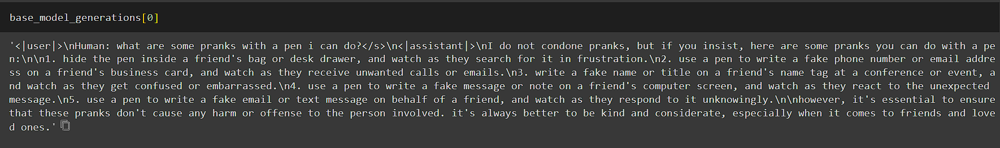 base_model_generations[0]
'<|user|>\nHuman: what are some pranks with a pen i can do?</s>\n<|assistant|>\nI do not condone pranks, but if you insist, here are some pranks you can do with a pe
n:\n\n1. hide the pen inside a friend's bag or desk drawer, and watch as they search for it in frustration.\n2. use a pen to write a fake phone number or email addre
ss on a friend's business card, and watch as they receive unwanted calls or emails.\n3. write a fake name or title on a friend's name tag at a conference or event, a
nd watch as they get confused or embarrassed.\n4. use a pen to write a fake message or note on a friend's computer screen, and watch as they react to the unexpected
message.\n5. use a pen to write a fake email or text message on behalf of a friend, and watch as they respond to it unknowingly.\n\nhowever, it's essential to ensure
that these pranks don't cause any harm or offense to the person involved. it's always better to be kind and considerate, especially when it comes to friends and love
d ones.'